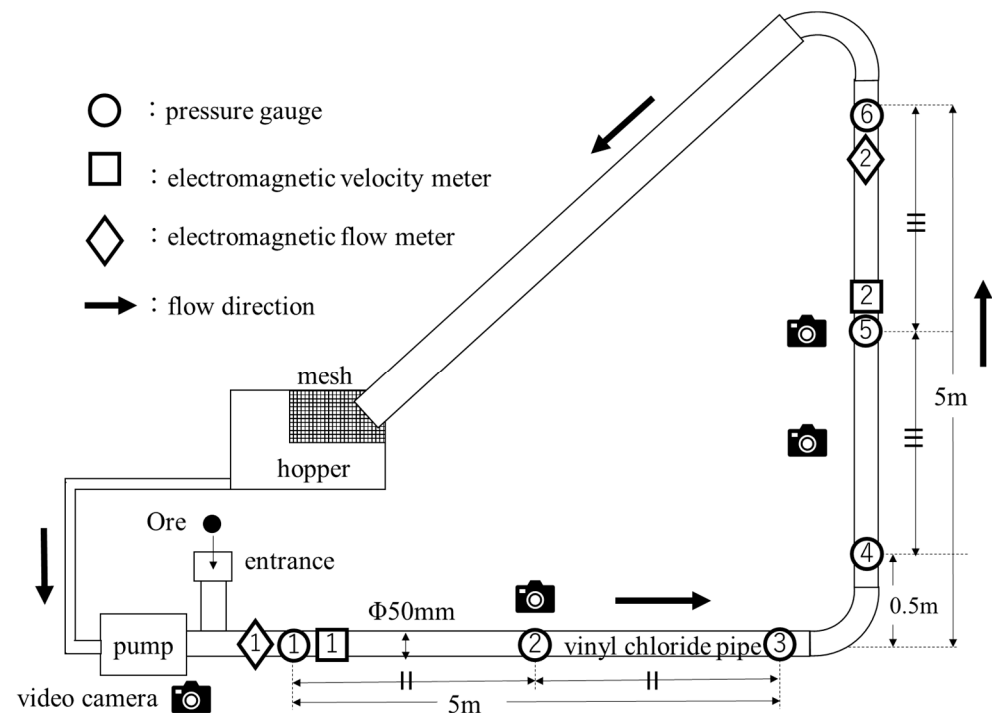 : pressure gauge
: electromagnetic velocity meter
: electromagnetic flow meter
: flow direction
6
2
2
5
5m
mesh
hopper
Ore
entrance
4
0.5m
Φ50mm
pump
1
1
1
2
vinyl chloride pipe
3
video camera
5m